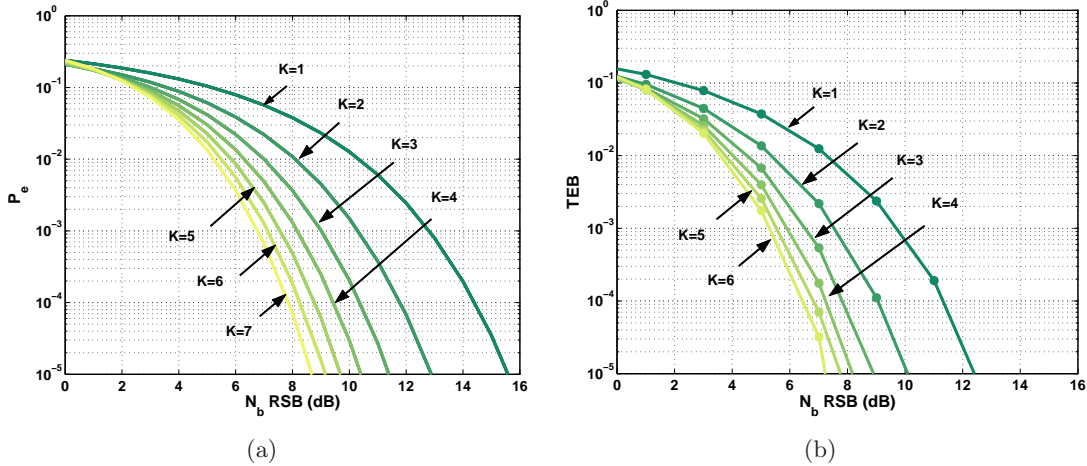 10^0
10^-1
10^-2
10^-3
10^-4
10^-5
P_e
0 2 4 6 8 10 12 14 16
N_b RSB (dB)
K=1
K=2
K=3
K=4
K=5
K=6
K=7
(a)
10^0
10^-1
10^-2
10^-3
10^-4
10^-5
TEB
0 2 4 6 8 10 12 14 16
N_b RSB (dB)
K=1
K=2
K=3
K=4
K=5
K=6
(b)